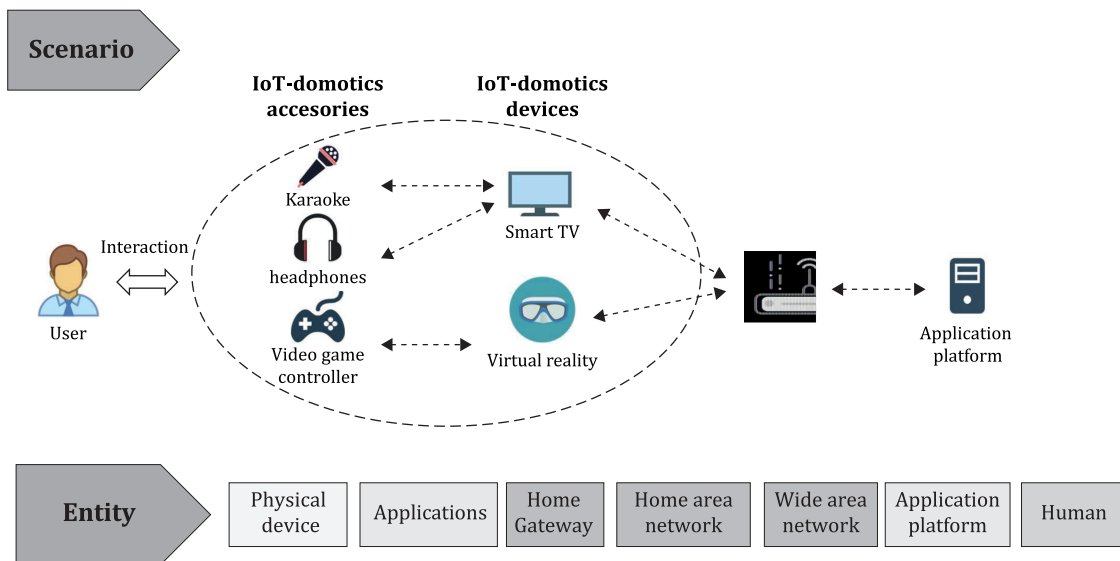 Scenario
IoT-domotics
accesories
IoT-domotics
devices
Karaoke
Smart TV
Interaction
headphones
User
Video game
controller
Virtual reality
Application
platform
Entity
Physical
device
Applications
Home
Gateway
Home area
network
Wide area
network
Application
platform
Human